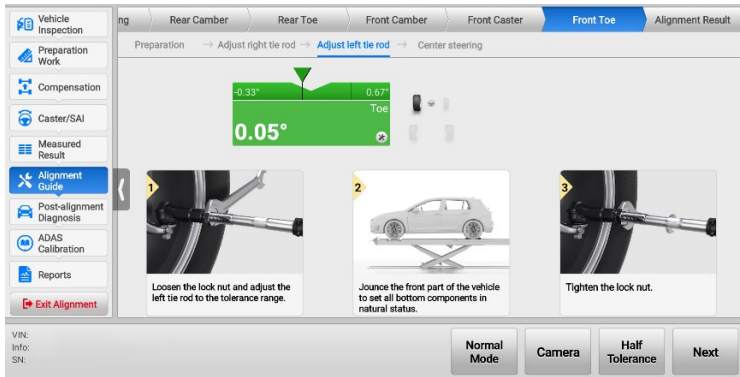 Vehicle
Inspection
Preparation
Work
Compensation
Caster/SAI
Measured
Result
Alignment
Guide
Post-alignment
Diagnosis
ADAS
Calibration
Reports
Exit Alignment
ng
Rear Camber
Rear Toe
Front Camber
Front Caster
Front Toe
Alignment Result
Preparation → Adjust right tie rod → Adjust left tie rod → Center steering
-0.33° 0.67°
Toe
0.05°
1
Loosen the lock nut and adjust the
left tie rod to the tolerance range.
2
Jounce the front part of the vehicle
to set all bottom components in
natural status.
3
Tighten the lock nut.
VIN:
Info:
SN:
Normal
Mode
Camera
Half
Tolerance
Next